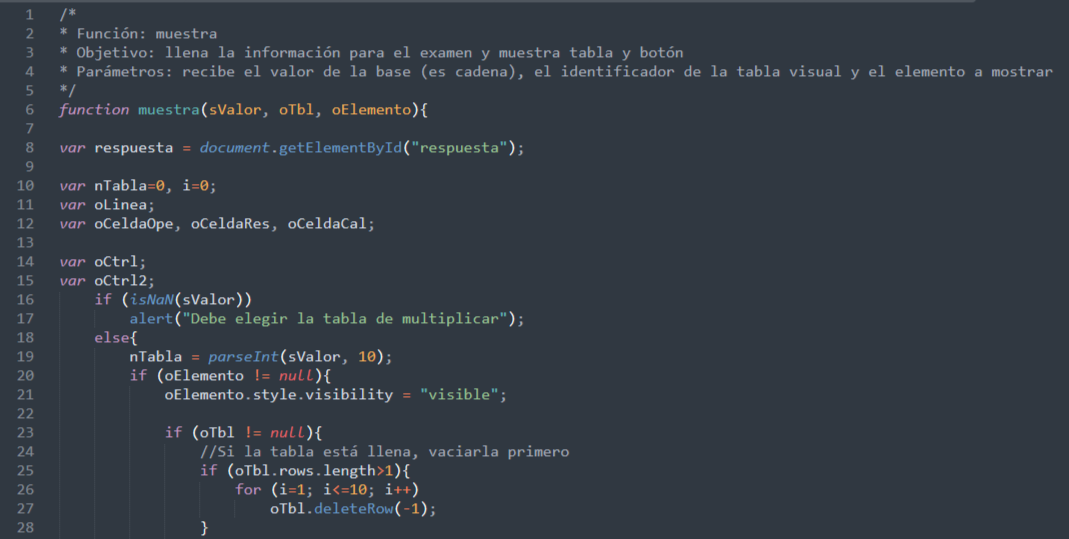 1 /*
2 * Función: muestra
3 * Objetivo: llena la información para el examen y muestra tabla y botón
4 * Parámetros: recibe el valor de la base (es cadena), el identificador de la tabla visual y el elemento a mostrar
5 */
6 function muestra(sValor, oTbl, oElemento){
7
8 var respuesta = document.getElementById("respuesta");
9
10 var nTabla=0, i=0;
11 var oLinea;
12 var oCeldaOpe, oCeldaRes, oCeldaCal;
13
14 var oCtrl;
15 var oCtrl2;
16 if (isNaN(sValor))
17 alert("Debe elegir la tabla de multiplicar");
18 else{
19 nTabla = parseInt(sValor, 10);
20 if (oElemento != null){
21 oElemento.style.visibility = "visible";
22
23 if (oTbl != null){
24 //Si la tabla está llena, vaciarla primero
25 if (oTbl.rows.length>1){
26 for (i=1; i<=10; i++)
27 oTbl.deleteRow(-1);
28 }